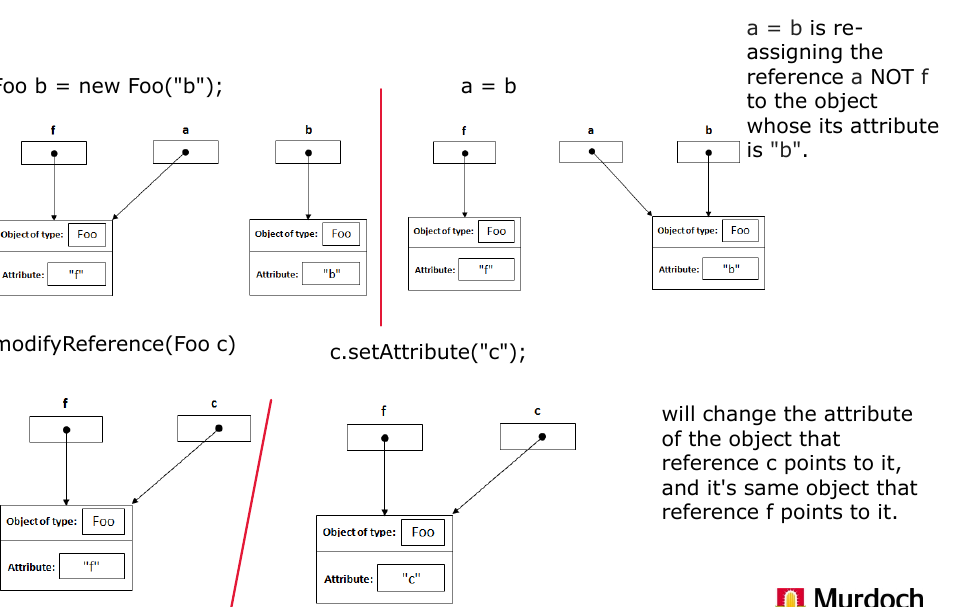 a = b is re-
assigning the
reference a NOT f
to the object
whose its attribute
is "b".
Foo b = new Foo("b");
a = b
f
a
b
f
a
b
Object of type: Foo
Attribute: "f"
Object of type: Foo
Attribute: "b"
Object of type: Foo
Attribute: "f"
Object of type: Foo
Attribute: "b"
modifyReference(Foo c)
c.setAttribute("c");
f
c
f
c
Object of type: Foo
Attribute: "f"
Object of type: Foo
Attribute: "c"
will change the attribute
of the object that
reference c points to it,
and it's same object that
reference f points to it.
Murdoch